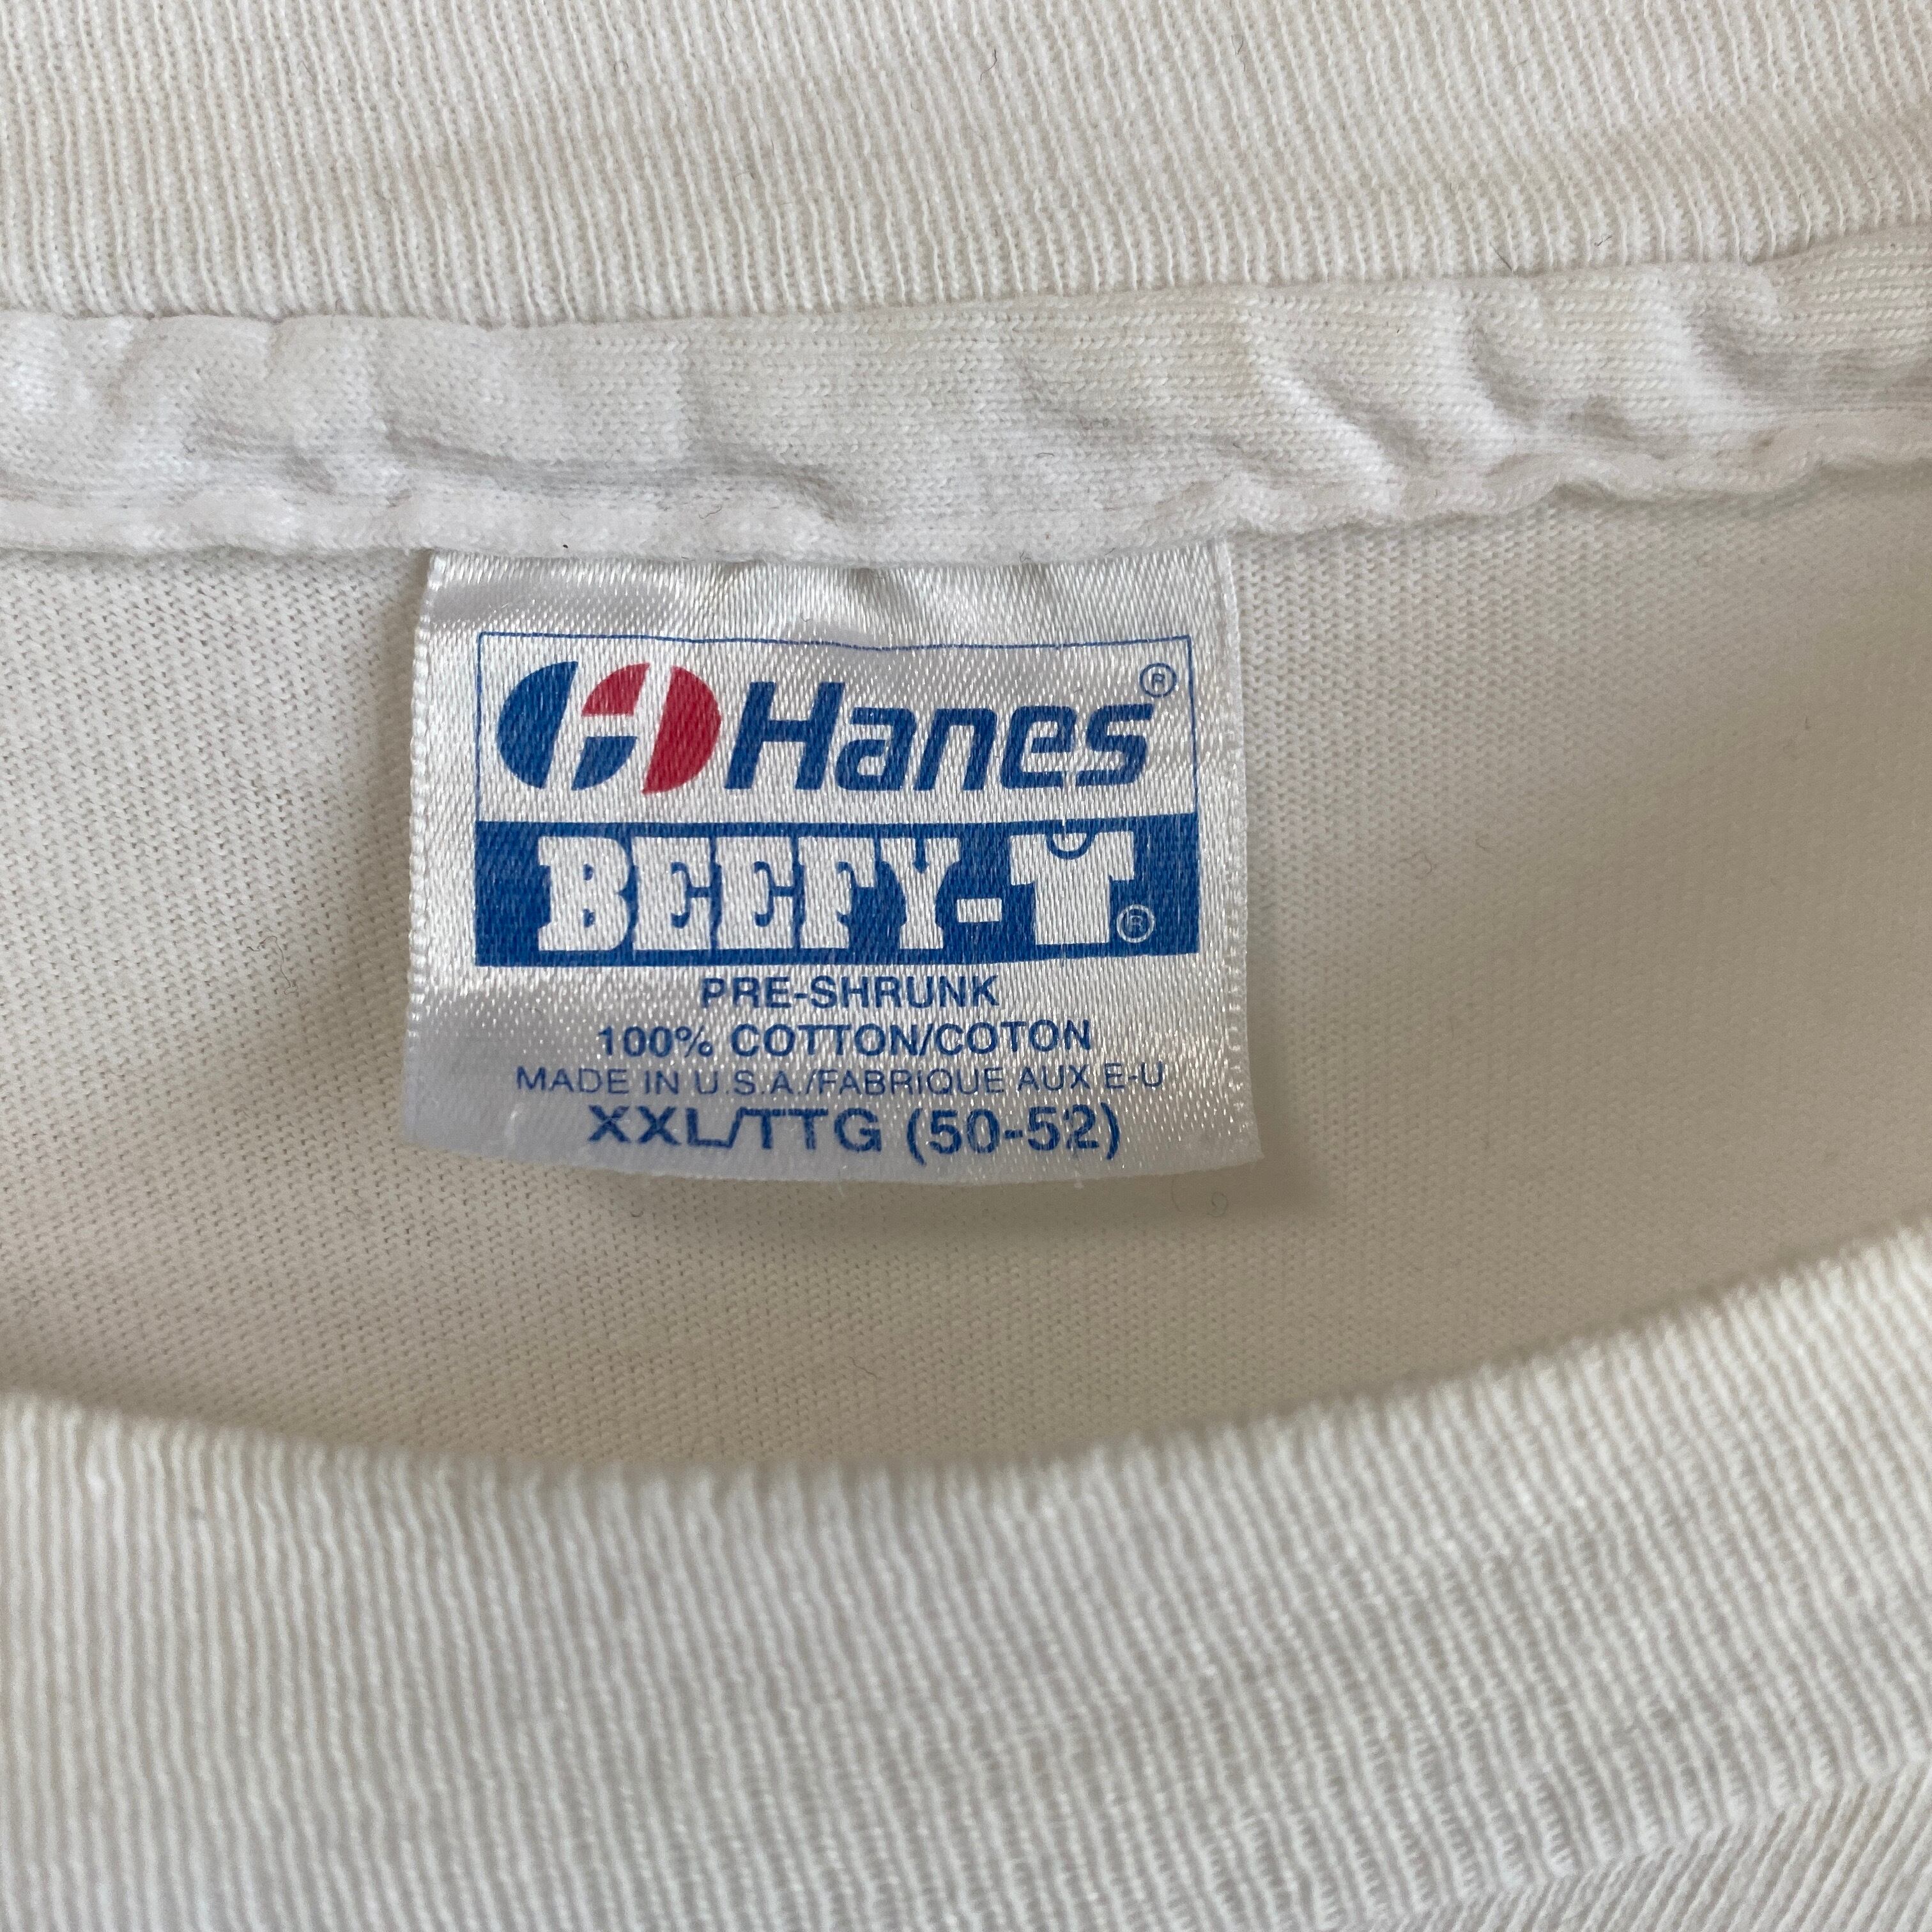 Hanes®
BEEFY-T®
PRE-SHRUNK
100% COTTON/COTON
MADE IN U.S.A./FABRIQUE AUX E-U
XXL/TTG (50-52)